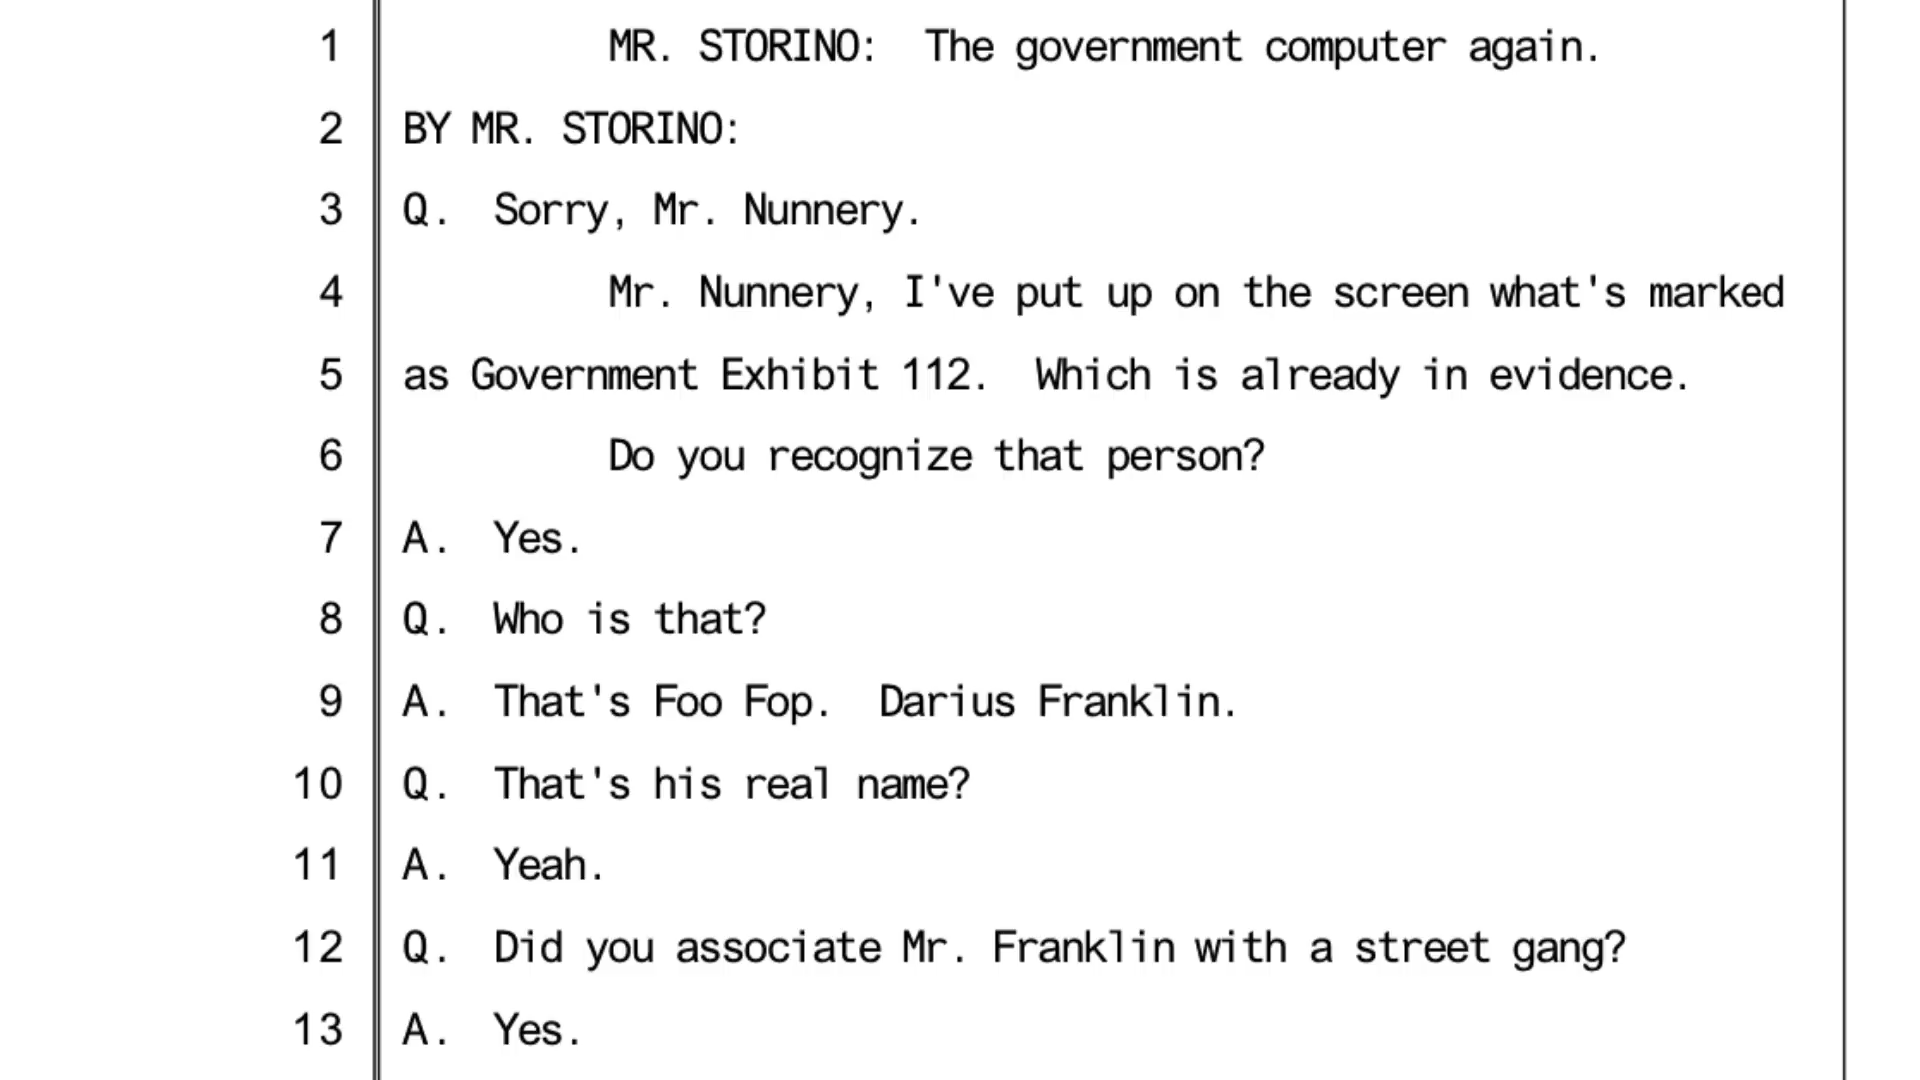 1 MR. STORINO: The government computer again.
2 BY MR. STORINO:
3 Q. Sorry, Mr. Nunnery.
4 Mr. Nunnery, I've put up on the screen what's marked
5 as Government Exhibit 112. Which is already in evidence.
6 Do you recognize that person?
7 A. Yes.
8 Q. Who is that?
9 A. That's Foo Fop. Darius Franklin.
10 Q. That's his real name?
11 A. Yeah.
12 Q. Did you associate Mr. Franklin with a street gang?
13 A. Yes.